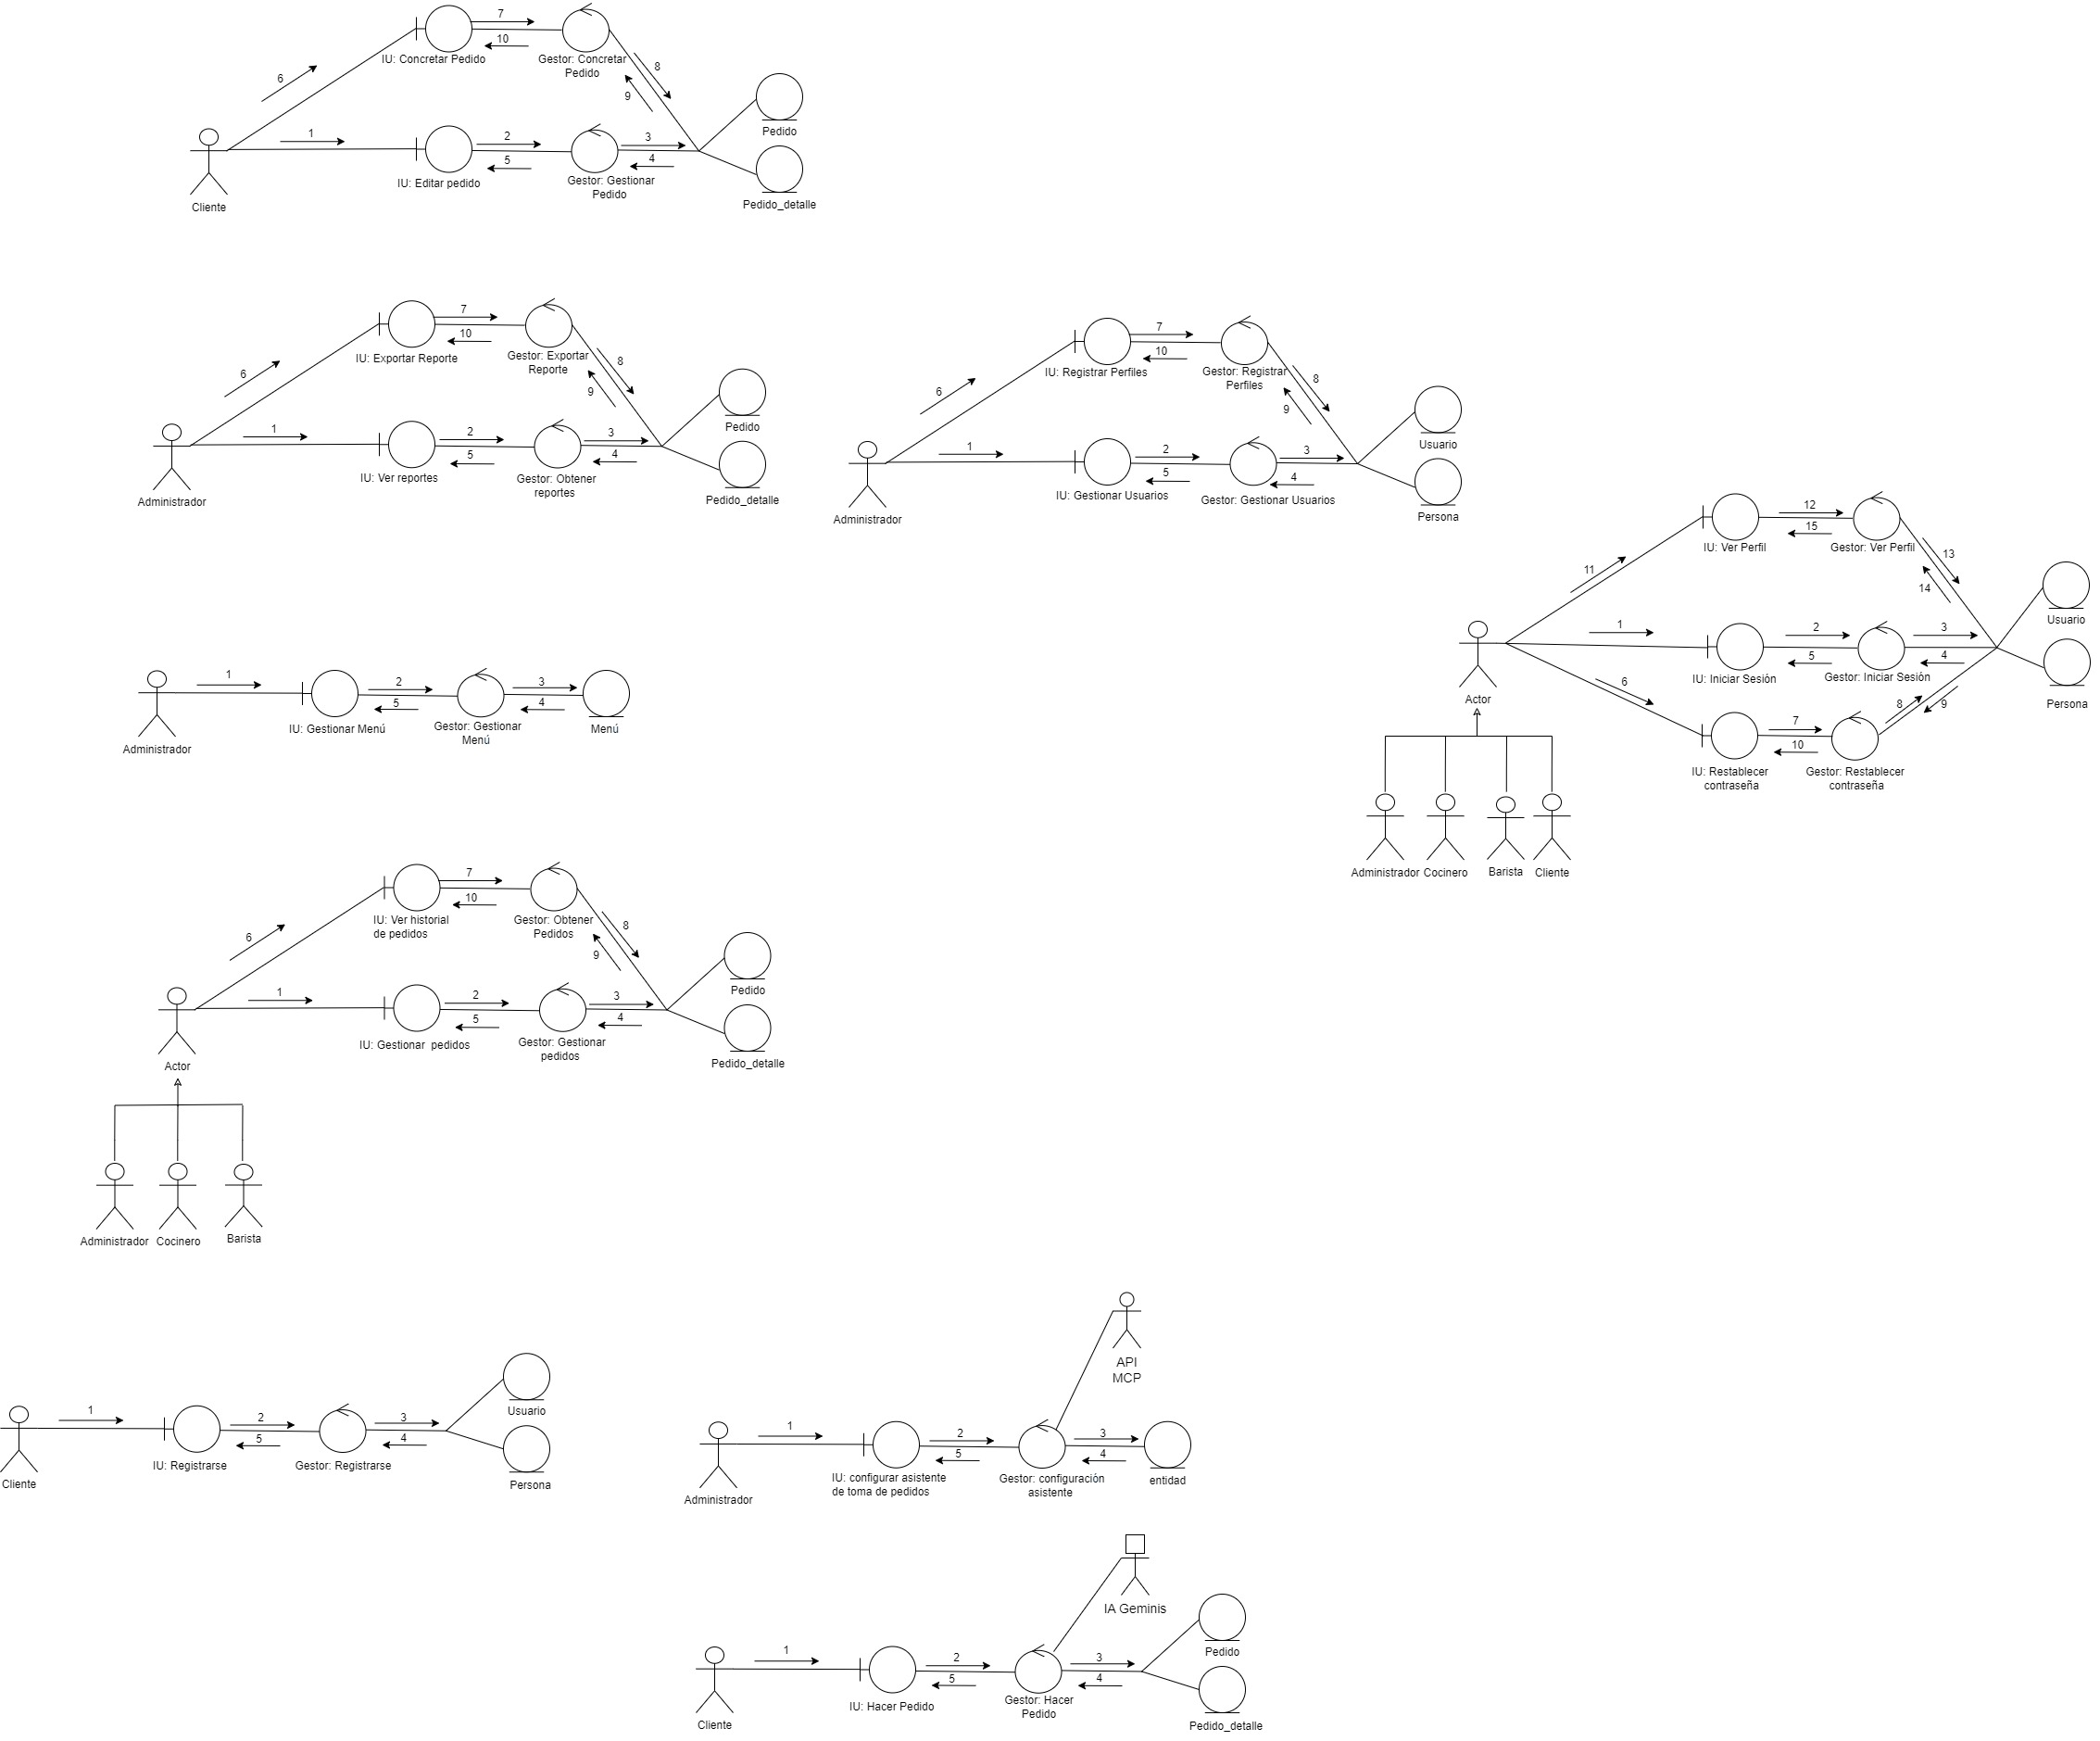 7
10
IU: Concretar Pedido
Gestor: Concretar
Pedido
6
8
9
Pedido
1
2
5
3
4
IU: Editar pedido
Gestor: Gestionar
Pedido
Pedido_detalle
Cliente
7
10
IU: Exportar Reporte
Gestor: Exportar
Reporte
6
8
9
Pedido
1
2
5
3
4
IU: Ver reportes
Gestor: Obtener
reportes
Pedido_detalle
Administrador
7
10
IU: Registrar Perfiles
Gestor: Registrar
Perfiles
6
8
9
Usuario
1
2
5
3
4
IU: Gestionar Usuarios
Gestor: Gestionar Usuarios
Persona
Administrador
12
15
IU: Ver Perfil
Gestor: Ver Perfil
11
13
14
Usuario
1
2
5
3
4
IU: Iniciar Sesión
Gestor: Iniciar Sesión
Persona
Actor
6
7
10
8
9
IU: Restablecer
contraseña
Gestor: Restablecer
contraseña
Administrador
Cocinero
Barista
Cliente
1
2
5
3
4
IU: Gestionar Menú
Gestor: Gestionar
Menú
Menú
Administrador
7
10
IU: Ver historial
de pedidos
Gestor: Obtener
Pedidos
6
8
9
Pedido
1
2
5
3
4
IU: Gestionar  pedidos
Gestor: Gestionar
pedidos
Pedido_detalle
Actor
Administrador
Cocinero
Barista
Usuario
1
2
5
3
4
IU: Registrarse
Gestor: Registrarse
Persona
Cliente
API
MCP
1
2
5
3
4
IU: configurar asistente
de toma de pedidos
Gestor: configuración
asistente
entidad
Administrador
IA Geminis
Pedido
1
2
5
3
4
IU: Hacer Pedido
Gestor: Hacer
Pedido
Pedido_detalle
Cliente